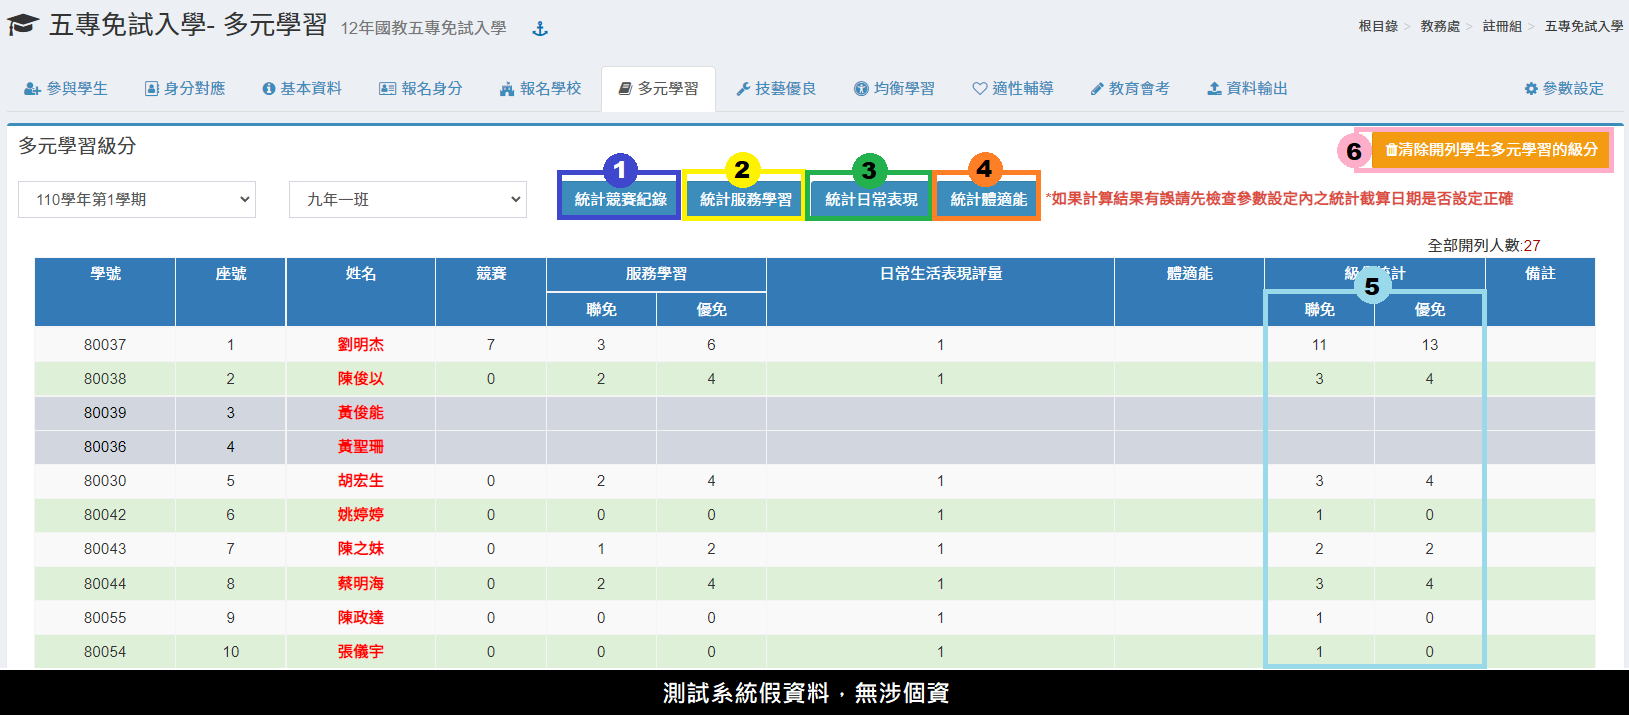 五專免試入學- 多元學習 12年國教五專免試入學
根目錄 > 教務處 > 註冊組 > 五專免試入學
參與學生 身分對應 基本資料 報名身分 報名學校 多元學習 技藝優良 均衡學習 適性輔導 教育會考 資料輸出 參數設定
多元學習級分
6 清除開列學生多元學習的級分
1 2 3 4
110學年第1學期 九年一班 統計競賽紀錄 統計服務學習 統計日常表現 統計體適能 *如果計算結果有誤請先檢查參數設定內之統計截算日期是否設定正確
全部開列人數:27
學號 座號 姓名 競賽 服務學習 日常生活表現評量 體適能 級 計 備註
5
聯免 優免 聯免 優免
80037 1 劉明杰 7 3 6 1 11 13
80038 2 陳俊以 0 2 4 1 3 4
80039 3 黃俊能
80036 4 黃聖珊
80030 5 胡宏生 0 2 4 1 3 4
80042 6 姚婷婷 0 0 0 1 1 0
80043 7 陳之妹 0 1 2 1 2 2
80044 8 蔡明海 0 2 4 1 3 4
80055 9 陳政達 0 0 0 1 1 0
80054 10 張儀宇 0 0 0 1 1 0
測試系統假資料，無涉個資